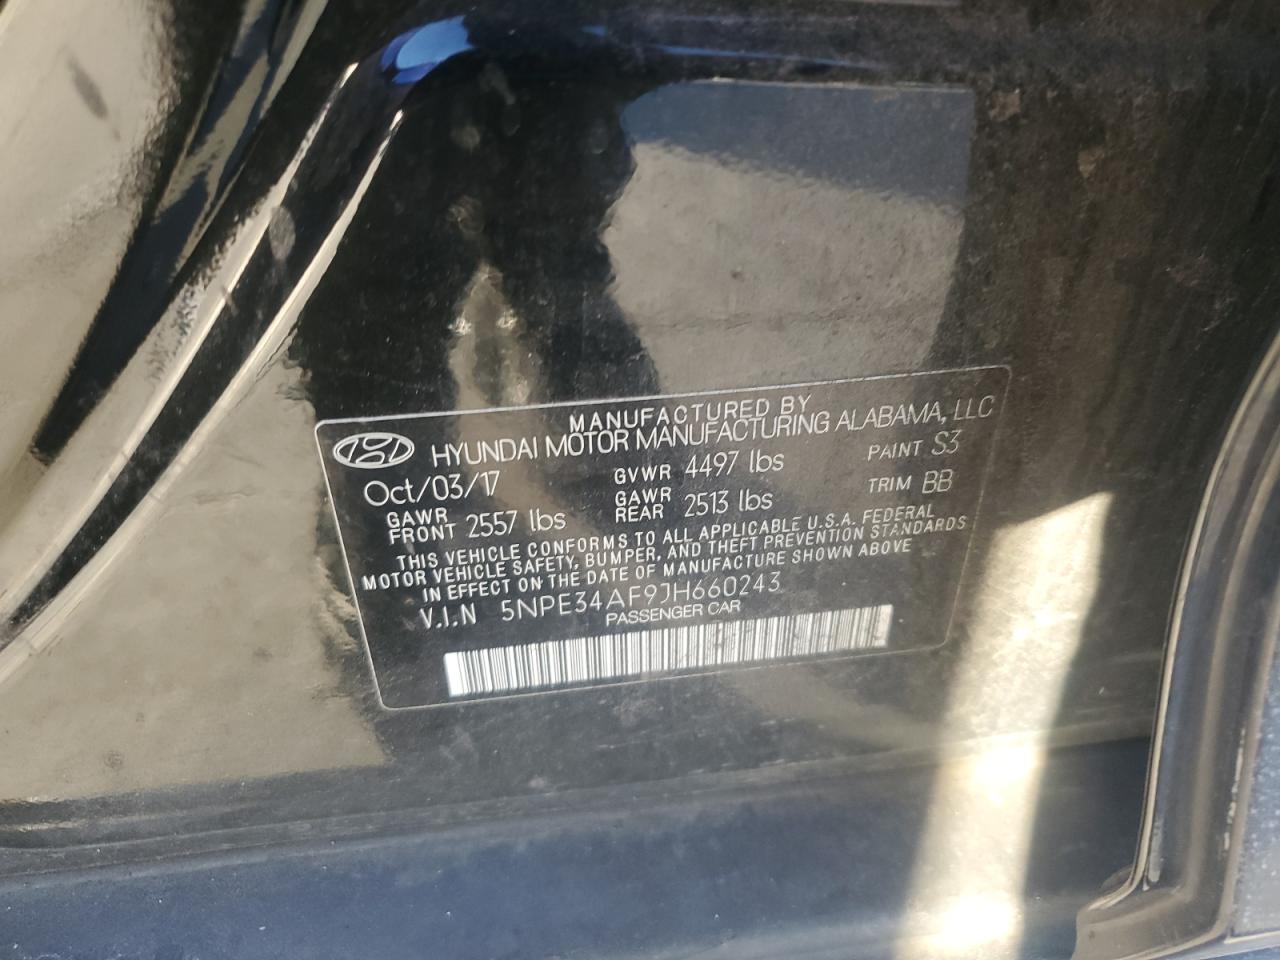 MANUFACTURED BY
HYUNDAI MOTOR MANUFACTURING ALABAMA, LLC
Oct/03/17 GVWR 4497 lbs PAINT S3
GAWR FRONT 2557 lbs GAWR REAR 2513 lbs TRIM BB
THIS VEHICLE CONFORMS TO ALL APPLICABLE U.S.A. FEDERAL
MOTOR VEHICLE SAFETY, BUMPER, AND THEFT PREVENTION STANDARDS
IN EFFECT ON THE DATE OF MANUFACTURE SHOWN ABOVE
V.I.N 5NPE34AF9JH660243
PASSENGER CAR